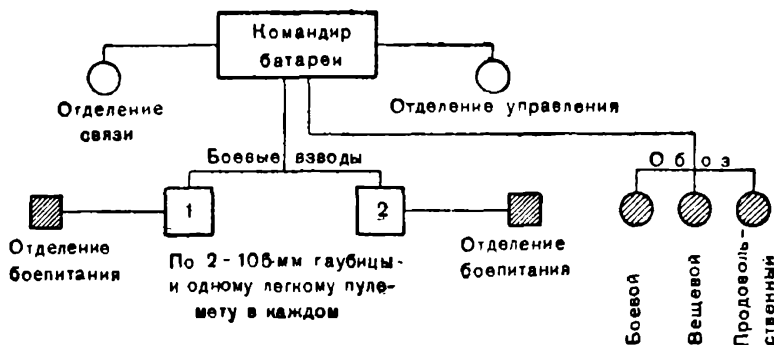 Командир
батареи
Отделение
связи
Отделение управления
Боевые взводы
Обоз
1
2
Отделение
боепитания
По 2-105-мм гаубицы-
и одному легкому пуле-
мету в каждом
Отделение
боепитания
Боевой
Вещевой
Продоволь-
ственный